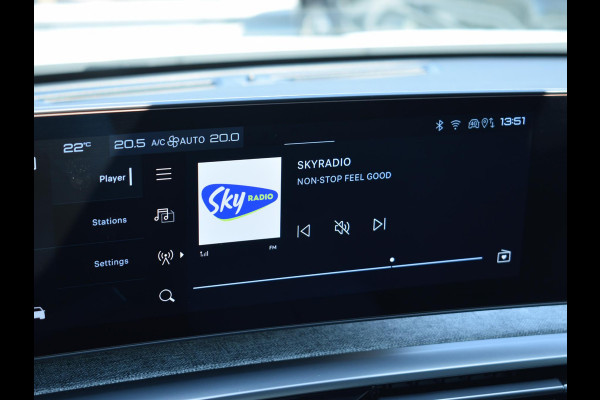 22°C 20.5 A/C AUTO 20.0 13:51
Player
Stations
Settings
Sky RADIO
FM
SKYRADIO
NON-STOP FEEL GOOD